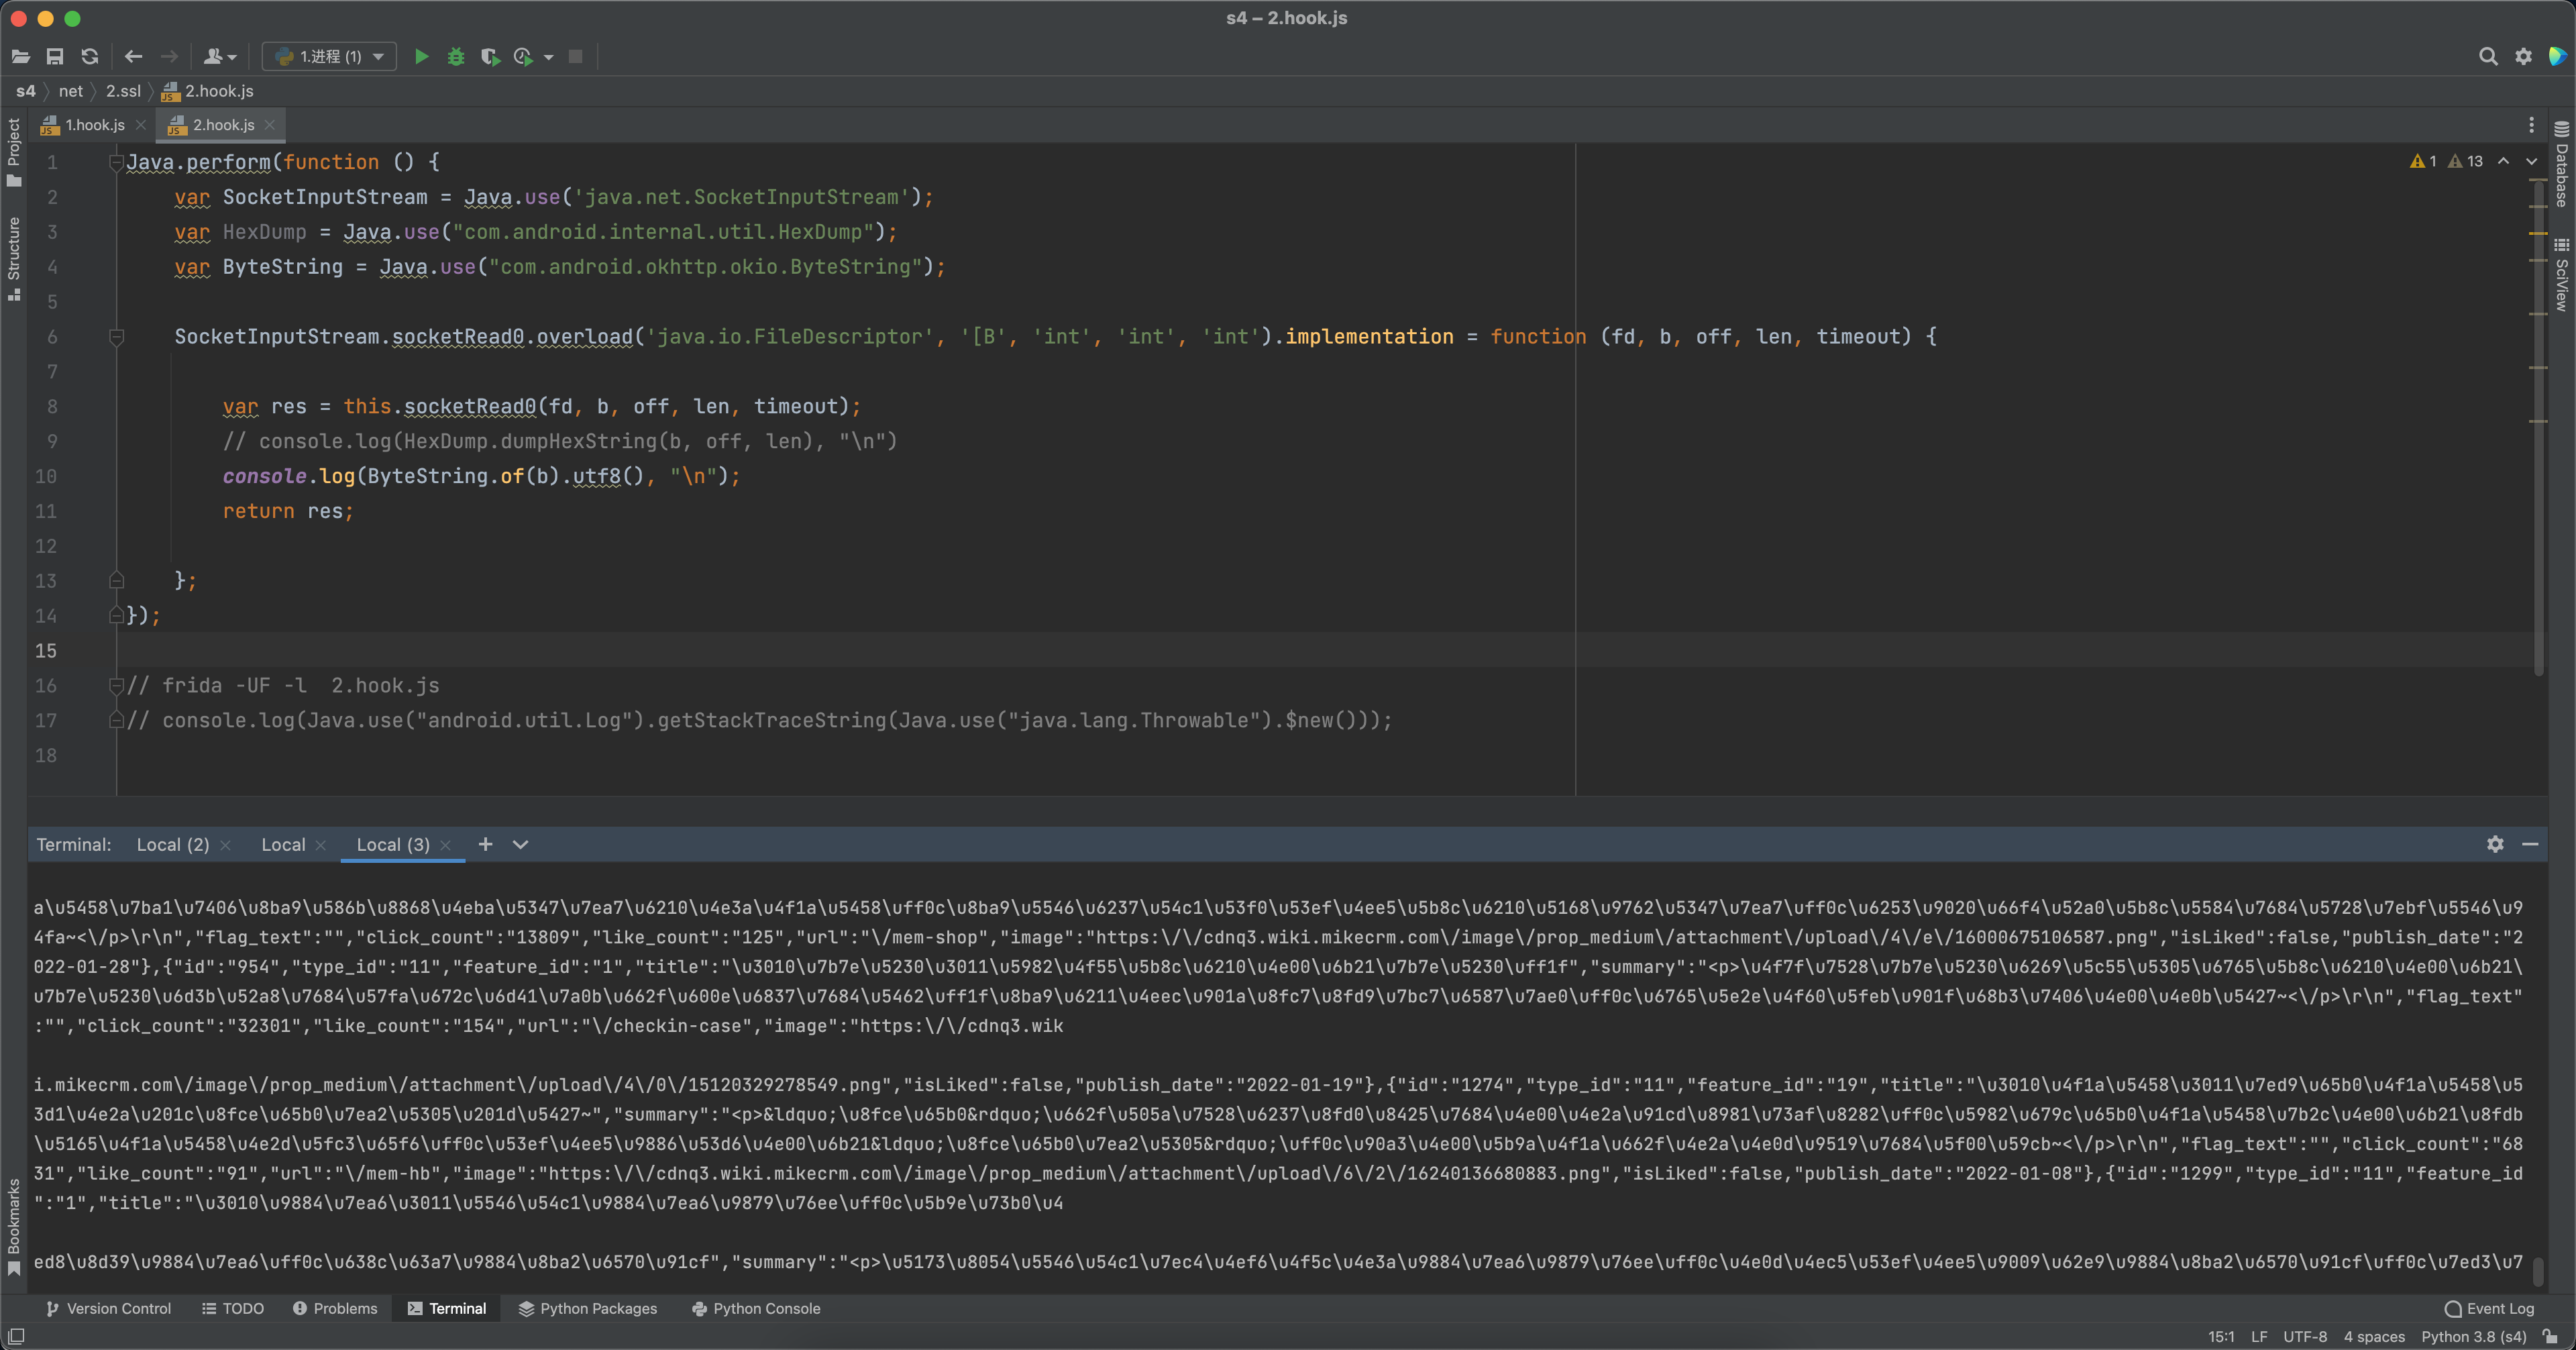 s4 – 2.hook.js
1.进程 (1)
s4 net 2.ssl 2.hook.js
1.hook.js 2.hook.js
Project
Structure
Bookmarks
Database
SciView
1 13
1 Java.perform(function () {
2 var SocketInputStream = Java.use('java.net.SocketInputStream');
3 var HexDump = Java.use("com.android.internal.util.HexDump");
4 var ByteString = Java.use("com.android.okhttp.okio.ByteString");
5
6 SocketInputStream.socketRead0.overload('java.io.FileDescriptor', '[B', 'int', 'int', 'int').implementation = function (fd, b, off, len, timeout) {
7
8 var res = this.socketRead0(fd, b, off, len, timeout);
9 // console.log(HexDump.dumpHexString(b, off, len), "\n")
10 console.log(ByteString.of(b).utf8(), "\n");
11 return res;
12
13 };
14 });
15
16 // frida -UF -l  2.hook.js
17 // console.log(Java.use("android.util.Log").getStackTraceString(Java.use("java.lang.Throwable").$new()));
18
Terminal: Local (2) Local Local (3)
a\u5458\u7ba1\u7406\u8ba9\u586b\u8868\u4eba\u5347\u7ea7\u6210\u4e3a\u4f1a\u5458\uff0c\u8ba9\u5546\u6237\u54c1\u53f0\u53ef\u4ee5\u5b8c\u6210\u5168\u9762\u5347\u7ea7\uff0c\u6253\u9020\u66f4\u52a0\u5b8c\u5584\u7684\u5728\u7ebf\u5546\u9
4fa~<\/p>\r\n","flag_text":"","click_count":"13809","like_count":"125","url":"\/mem-shop","image":"https:\/\/cdnq3.wiki.mikecrm.com\/image\/prop_medium\/attachment\/upload\/4\/e\/16000675106587.png","isLiked":false,"publish_date":"2
022-01-28"},{"id":"954","type_id":"11","feature_id":"1","title":"\u3010\u7b7e\u5230\u3011\u5982\u4f55\u5b8c\u6210\u4e00\u6b21\u7b7e\u5230\uff1f","summary":"<p>\u4f7f\u7528\u7b7e\u5230\u6269\u5c55\u5305\u6765\u5b8c\u6210\u4e00\u6b21\
u7b7e\u5230\u6d3b\u52a8\u7684\u57fa\u672c\u6d41\u7a0b\u662f\u600e\u6837\u7684\u5462\uff1f\u8ba9\u6211\u4eec\u901a\u8fc7\u8fd9\u7bc7\u6587\u7ae0\uff0c\u6765\u5e2e\u4f60\u5feb\u901f\u68b3\u7406\u4e00\u4e0b\u5427~<\/p>\r\n","flag_text"
:"","click_count":"32301","like_count":"154","url":"\/checkin-case","image":"https:\/\/cdnq3.wik
i.mikecrm.com\/image\/prop_medium\/attachment\/upload\/4\/0\/15120329278549.png","isLiked":false,"publish_date":"2022-01-19"},{"id":"1274","type_id":"11","feature_id":"19","title":"\u3010\u4f1a\u5458\u3011\u7ed9\u65b0\u4f1a\u5458\u5
3d1\u4e2a\u201c\u8fce\u65b0\u7ea2\u5305\u201d\u5427~","summary":"<p>&ldquo;\u8fce\u65b0&rdquo;\u662f\u505a\u7528\u6237\u8fd0\u8425\u7684\u4e00\u4e2a\u91cd\u8981\u73af\u8282\uff0c\u5982\u679c\u65b0\u4f1a\u5458\u7b2c\u4e00\u6b21\u8fdb
\u5165\u4f1a\u5458\u4e2d\u5fc3\u65f6\uff0c\u53ef\u4ee5\u9886\u53d6\u4e00\u6b21&ldquo;\u8fce\u65b0\u7ea2\u5305&rdquo;\uff0c\u90a3\u4e00\u5b9a\u4f1a\u662f\u4e2a\u4e0d\u9519\u7684\u5f00\u59cb~<\/p>\r\n","flag_text":"","click_count":"68
31","like_count":"91","url":"\/mem-hb","image":"https:\/\/cdnq3.wiki.mikecrm.com\/image\/prop_medium\/attachment\/upload\/6\/2\/16240136680883.png","isLiked":false,"publish_date":"2022-01-08"},{"id":"1299","type_id":"11","feature_id
":"1","title":"\u3010\u9884\u7ea6\u3011\u5546\u54c1\u9884\u7ea6\u9879\u76ee\uff0c\u5b9e\u73b0\u4
ed8\u8d39\u9884\u7ea6\uff0c\u638c\u63a7\u9884\u8ba2\u6570\u91cf","summary":"<p>\u5173\u8054\u5546\u54c1\u7ec4\u4ef6\u4f5c\u4e3a\u9884\u7ea6\u9879\u76ee\uff0c\u4e0d\u4ec5\u53ef\u4ee5\u9009\u62e9\u9884\u8ba2\u6570\u91cf\uff0c\u7ed3\u7
Version Control TODO Problems Terminal Python Packages Python Console Event Log
15:1 LF UTF-8 4 spaces Python 3.8 (s4)